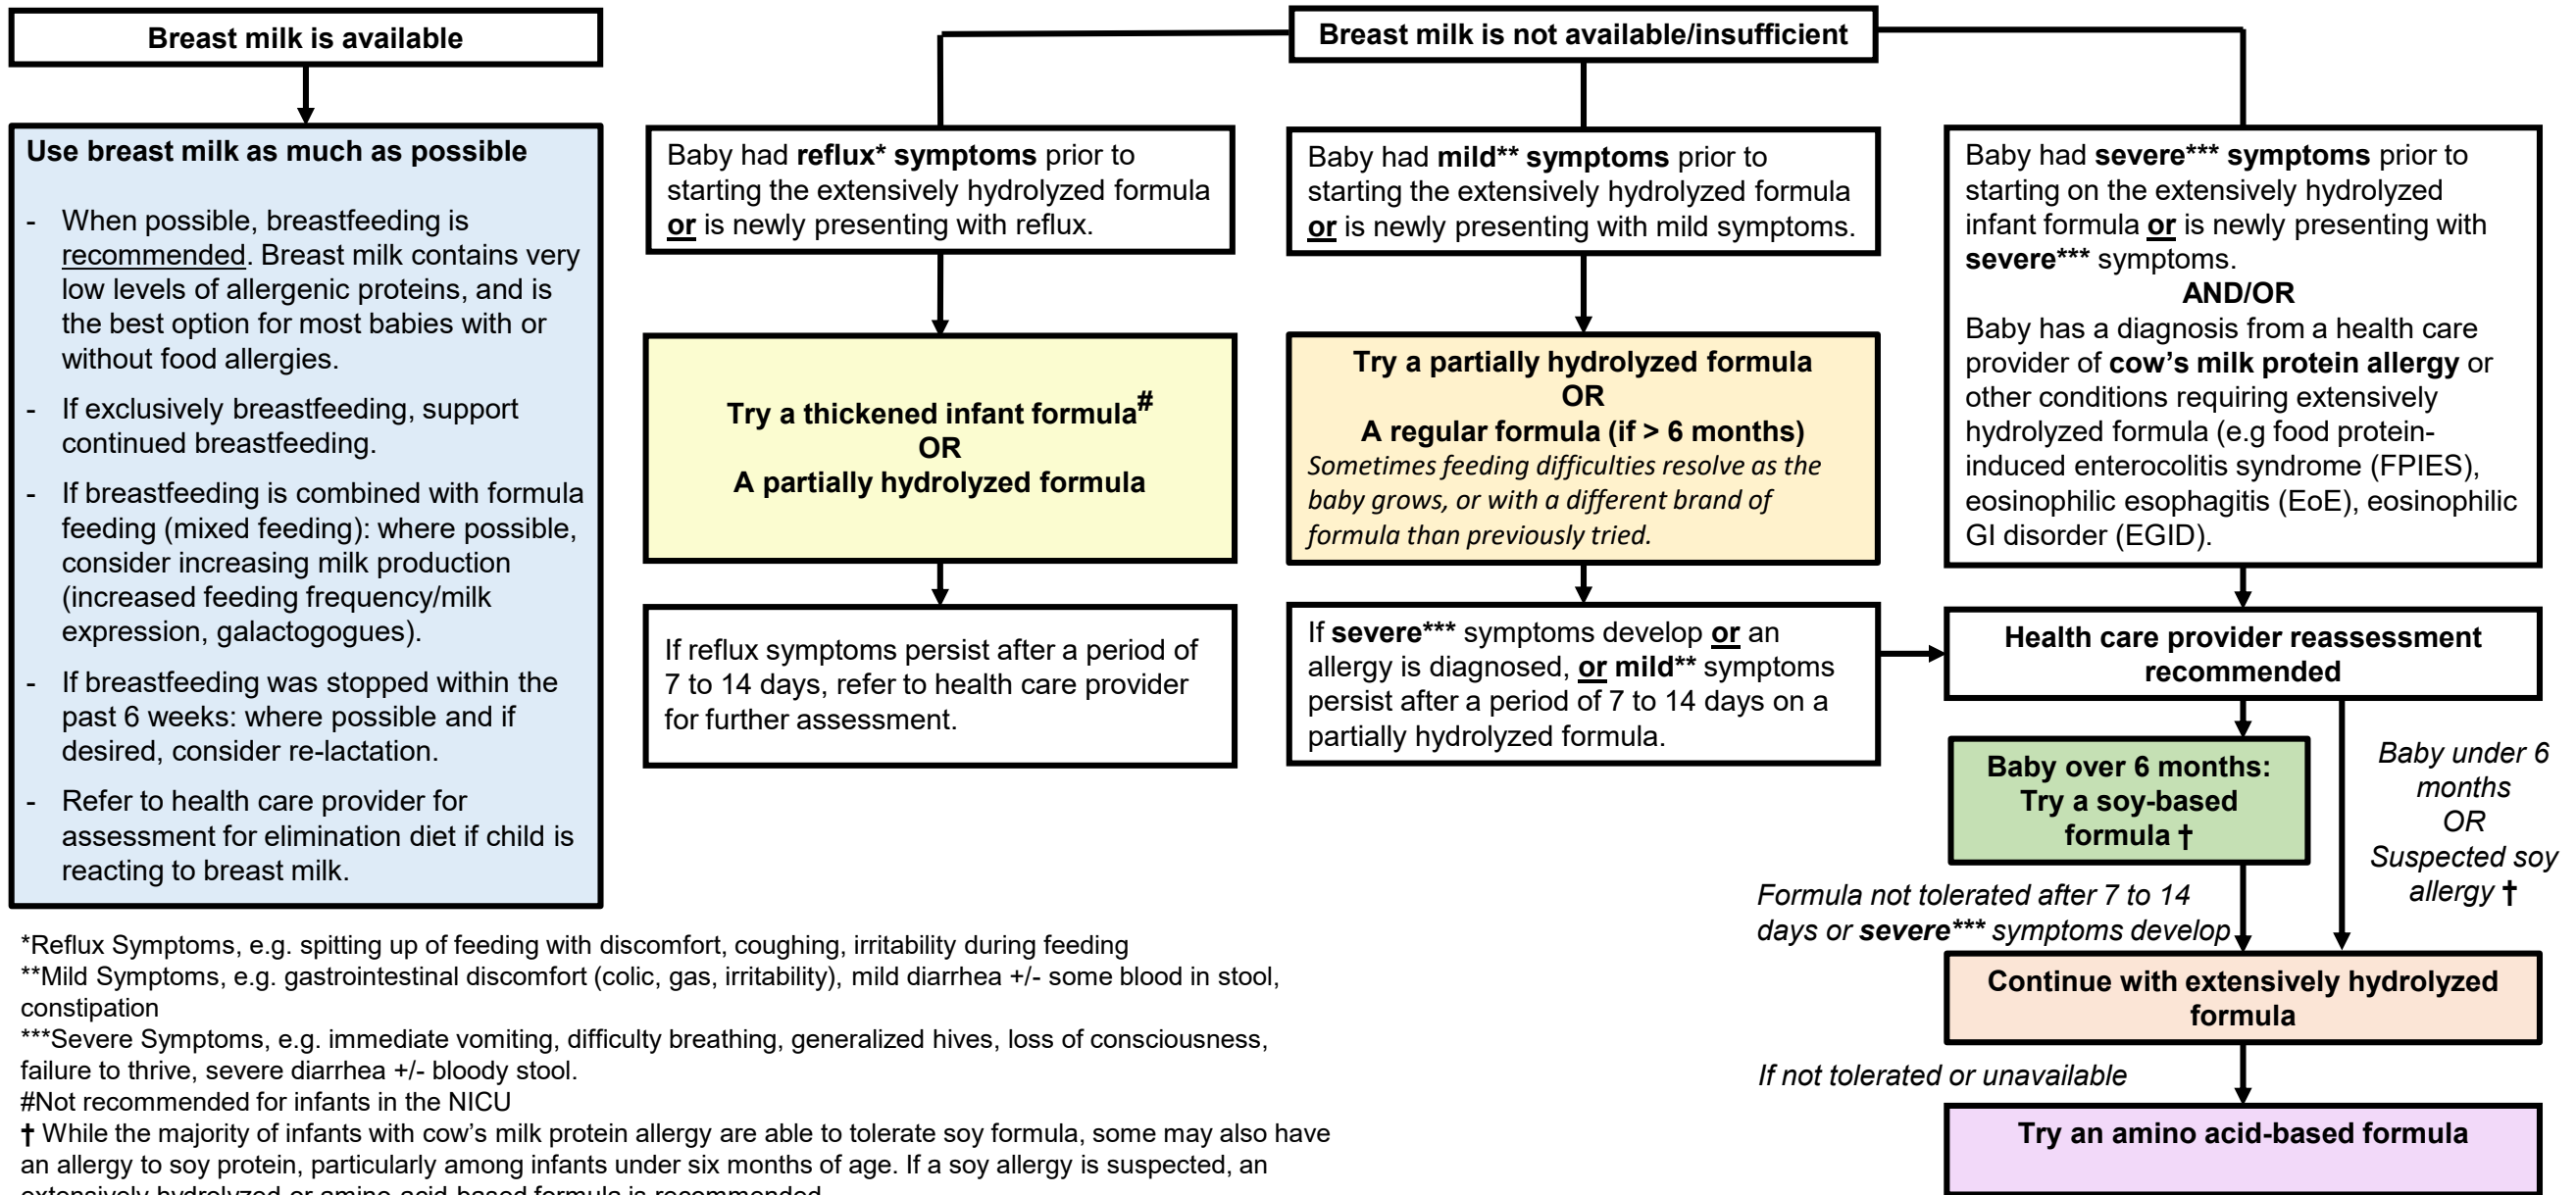 Breast milk is available
Use breast milk as much as possible
- When possible, breastfeeding is
recommended. Breast milk contains very
low levels of allergenic proteins, and is
the best option for most babies with or
without food allergies.
- If exclusively breastfeeding, support
continued breastfeeding.
- If breastfeeding is combined with formula
feeding (mixed feeding): where possible,
consider increasing milk production
(increased feeding frequency/milk
expression, galactogogues).
- If breastfeeding was stopped within the
past 6 weeks: where possible and if
desired, consider re-lactation.
- Refer to health care provider for
assessment for elimination diet if child is
reacting to breast milk.
Breast milk is not available/insufficient
Baby had reflux* symptoms prior to
starting the extensively hydrolyzed formula
or is newly presenting with reflux.
Try a thickened infant formula#
OR
A partially hydrolyzed formula
If reflux symptoms persist after a period of
7 to 14 days, refer to health care provider
for further assessment.
Baby had mild** symptoms prior to
starting the extensively hydrolyzed formula
or is newly presenting with mild symptoms.
Try a partially hydrolyzed formula
OR
A regular formula (if > 6 months)
Sometimes feeding difficulties resolve as the
baby grows, or with a different brand of
formula than previously tried.
If severe*** symptoms develop or an
allergy is diagnosed, or mild** symptoms
persist after a period of 7 to 14 days on a
partially hydrolyzed formula.
Baby had severe*** symptoms prior to
starting on the extensively hydrolyzed
infant formula or is newly presenting with
severe*** symptoms.
AND/OR
Baby has a diagnosis from a health care
provider of cow’s milk protein allergy or
other conditions requiring extensively
hydrolyzed formula (e.g food protein-
induced enterocolitis syndrome (FPIES),
eosinophilic esophagitis (EoE), eosinophilic
GI disorder (EGID).
Health care provider reassessment
recommended
Baby over 6 months:
Try a soy-based
formula †
Baby under 6
months
OR
Suspected soy
allergy †
Formula not tolerated after 7 to 14
days or severe*** symptoms develop
Continue with extensively hydrolyzed
formula
If not tolerated or unavailable
Try an amino acid-based formula
*Reflux Symptoms, e.g. spitting up of feeding with discomfort, coughing, irritability during feeding
**Mild Symptoms, e.g. gastrointestinal discomfort (colic, gas, irritability), mild diarrhea +/- some blood in stool,
constipation
***Severe Symptoms, e.g. immediate vomiting, difficulty breathing, generalized hives, loss of consciousness,
failure to thrive, severe diarrhea +/- bloody stool.
#Not recommended for infants in the NICU
† While the majority of infants with cow’s milk protein allergy are able to tolerate soy formula, some may also have
an allergy to soy protein, particularly among infants under six months of age. If a soy allergy is suspected, an
extensively hydrolyzed or amino acid-based formula is recommended